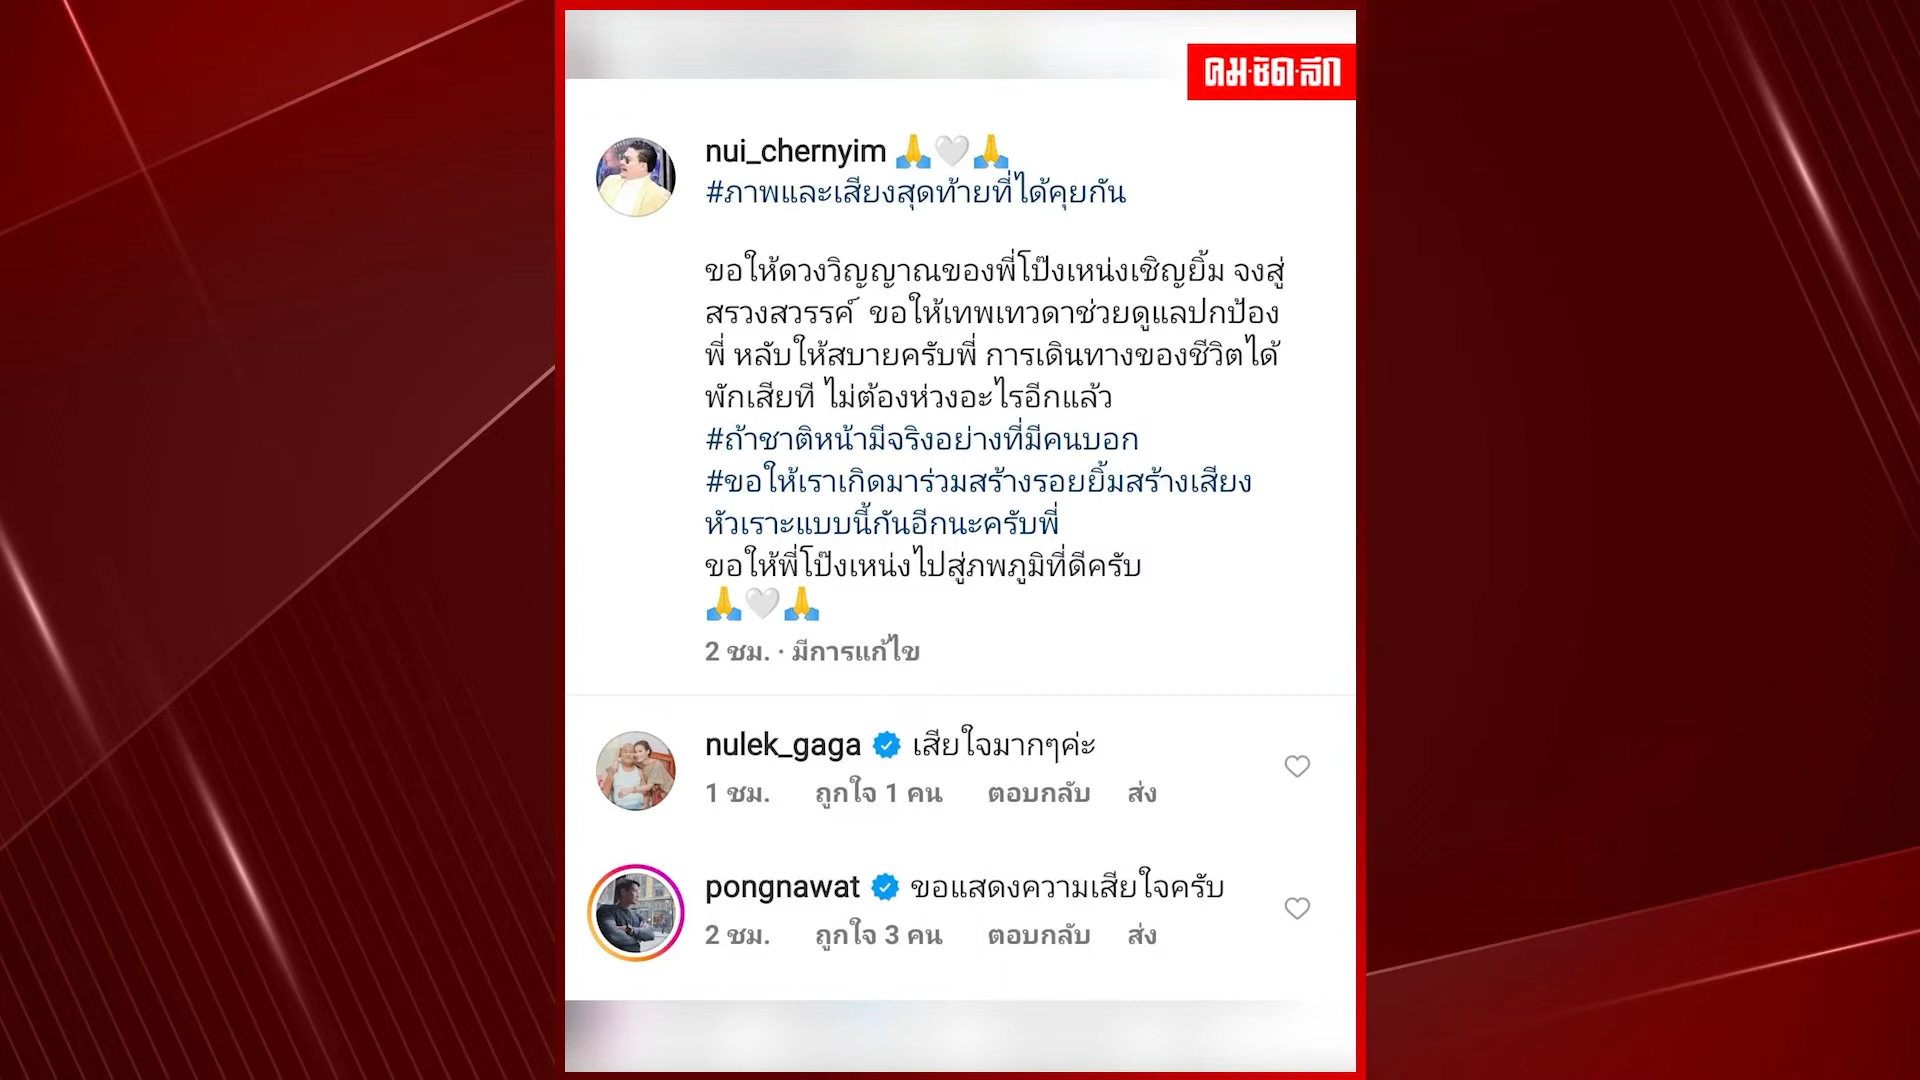 คม·ชัด·ลึก
nui_chernyim 🙏🤍🙏
#ภาพและเสียงสุดท้ายที่ได้คุยกัน
ขอให้ดวงวิญญาณของพี่โป๊งเหน่งเชิญยิ้ม จงสู่
สรวงสวรรค์ ขอให้เทพเทวดาช่วยดูแลปกป้อง
พี่ หลับให้สบายครับพี่ การเดินทางของชีวิตได้
พักเสียที ไม่ต้องห่วงอะไรอีกแล้ว
#ถ้าชาติหน้ามีจริงอย่างที่มีคนบอก
#ขอให้เราเกิดมาร่วมสร้างรอยยิ้มสร้างเสียง
หัวเราะแบบนี้กันอีกนะครับพี่
ขอให้พี่โป๊งเหน่งไปสู่ภพภูมิที่ดีครับ
🙏🤍🙏
2 ชม. · มีการแก้ไข
nulek_gaga เสียใจมากๆค่ะ
1 ชม. ถูกใจ 1 คน ตอบกลับ ส่ง
pongnawat ขอแสดงความเสียใจครับ
2 ชม. ถูกใจ 3 คน ตอบกลับ ส่ง